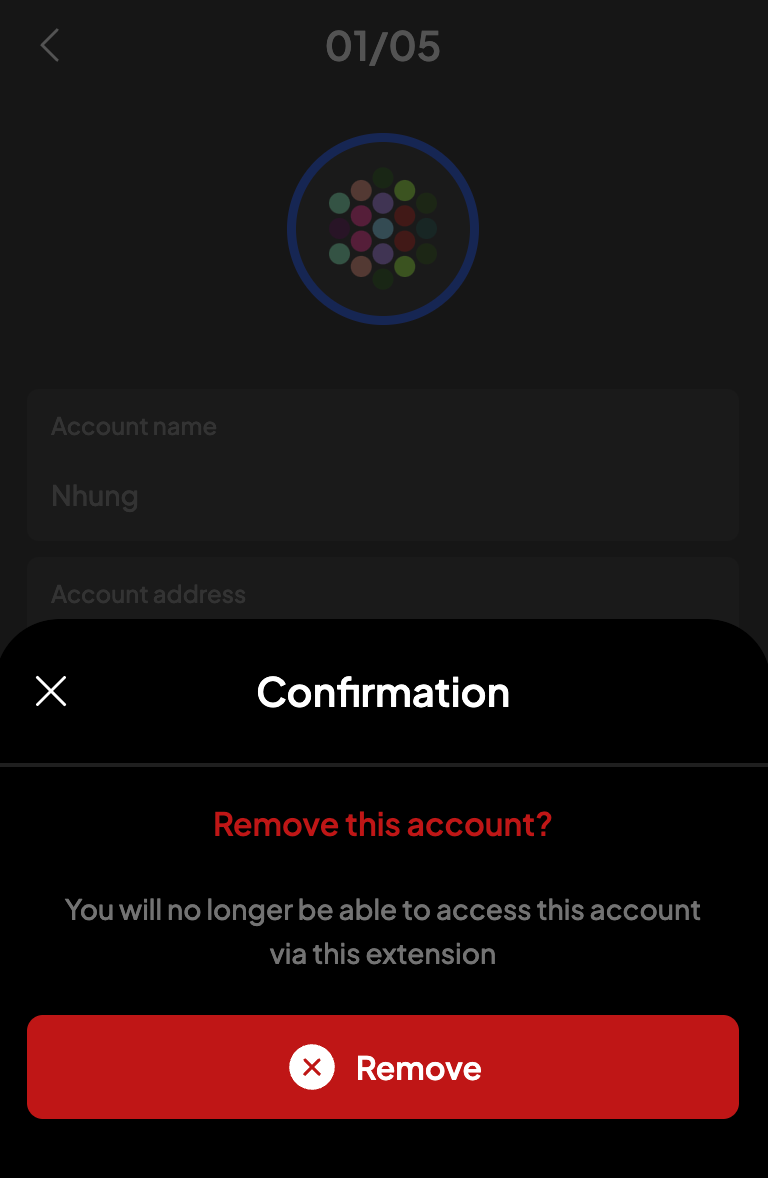 01/05
Account name
Nhung
Account address
Confirmation
Remove this account?
You will no longer be able to access this account
via this extension
Remove